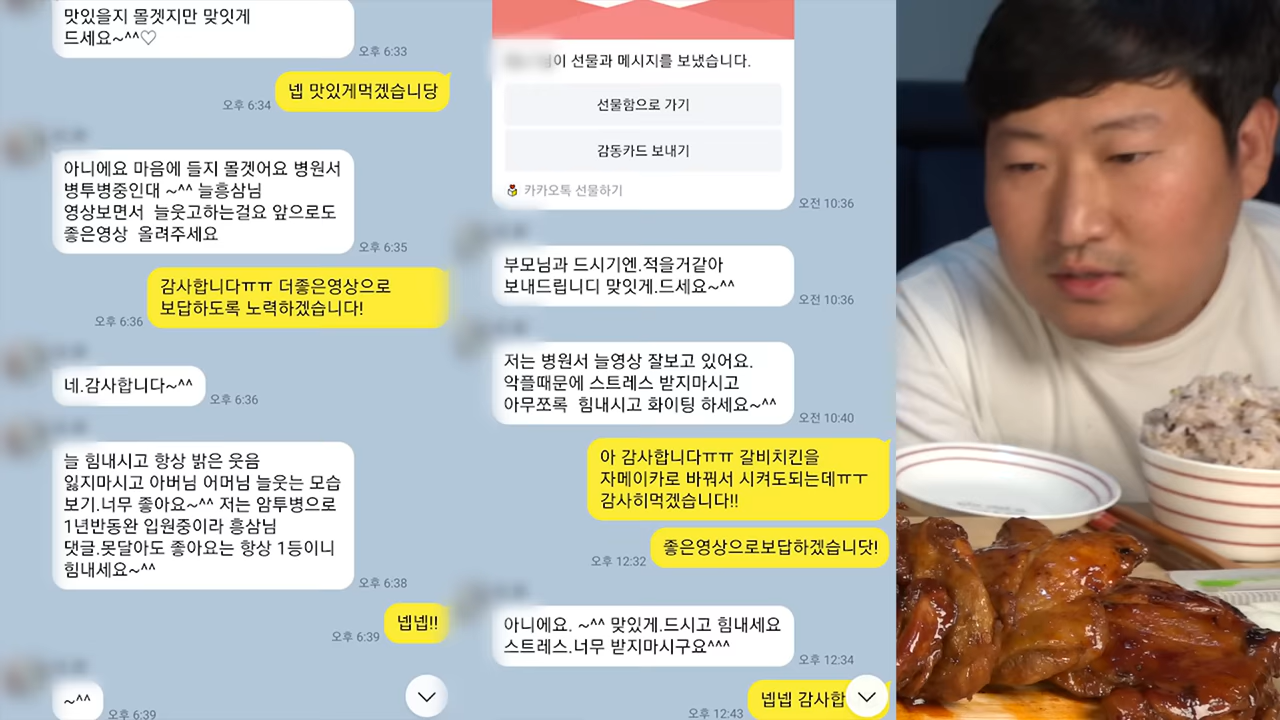 맛있을지 몰겟지만 맞잇게
드세요~^^♡
오후 6:33
넵 맛있게먹겠습니당
오후 6:34
아니에요 마음에 들지 몰겟어요 병원서
병투병중인대 ~^^ 늘흥삼님
영상보면서 늘웃고하는걸요 앞으로도
좋은영상 올려주세요
오후 6:35
감사합니다ㅠㅠ 더좋은영상으로
보답하도록 노력하겠습니다!
오후 6:36
네.감사합니다~^^
오후 6:36
늘 힘내시고 항상 밝은 웃음
잃지마시고 아버님 어머님 늘웃는 모습
보기.너무 좋아요~^^ 저는 암투병으로
1년반동완 입원중이라 흥삼님
댓글.못달아도 좋아요는 항상 1등이니
힘내세요~^^
오후 6:38
넵넵!!
오후 6:39
~^^
오후 6:39
이 선물과 메시지를 보냈습니다.
선물함으로 가기
감동카드 보내기
카카오톡 선물하기
오전 10:36
부모님과 드시기엔.적을거같아
보내드립니디 맞잇게.드세요~^^
오전 10:36
저는 병원서 늘영상 잘보고 있어요.
악플때문에 스트레스 받지마시고
아무쪼록 힘내시고 화이팅 하세요~^^
오전 10:40
아 감사합니다ㅠㅠ 갈비치킨을
자메이카로 바꿔서 시켜도되는데ㅠㅜ
감사히먹겠습니다!!
좋은영상으로보답하겠습니닷!
오후 12:32
아니에요. ~^^ 맞있게.드시고 힘내세요
스트레스.너무 받지마시구요^^^
오후 12:34
넵넵 감사합
오후 12:43